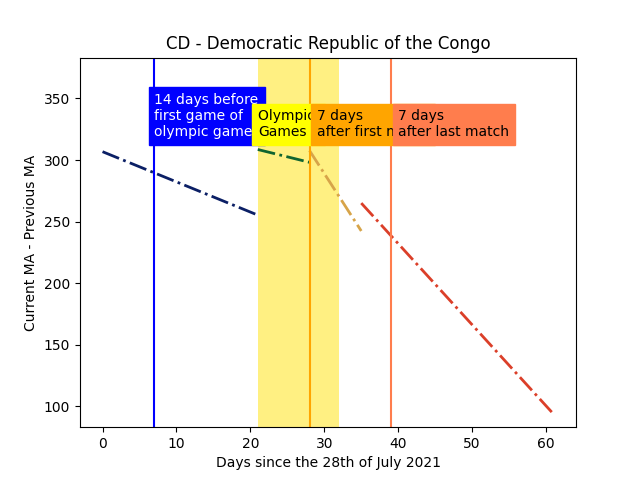 CD - Democratic Republic of the Congo
Current MA - Previous MA
350
300
250
200
150
100
14 days before
first game of
olympic game
Olympic
Games
7 days
after first
7 days
after last match
0
10
20
30
40
50
60
Days since the 28th of July 2021